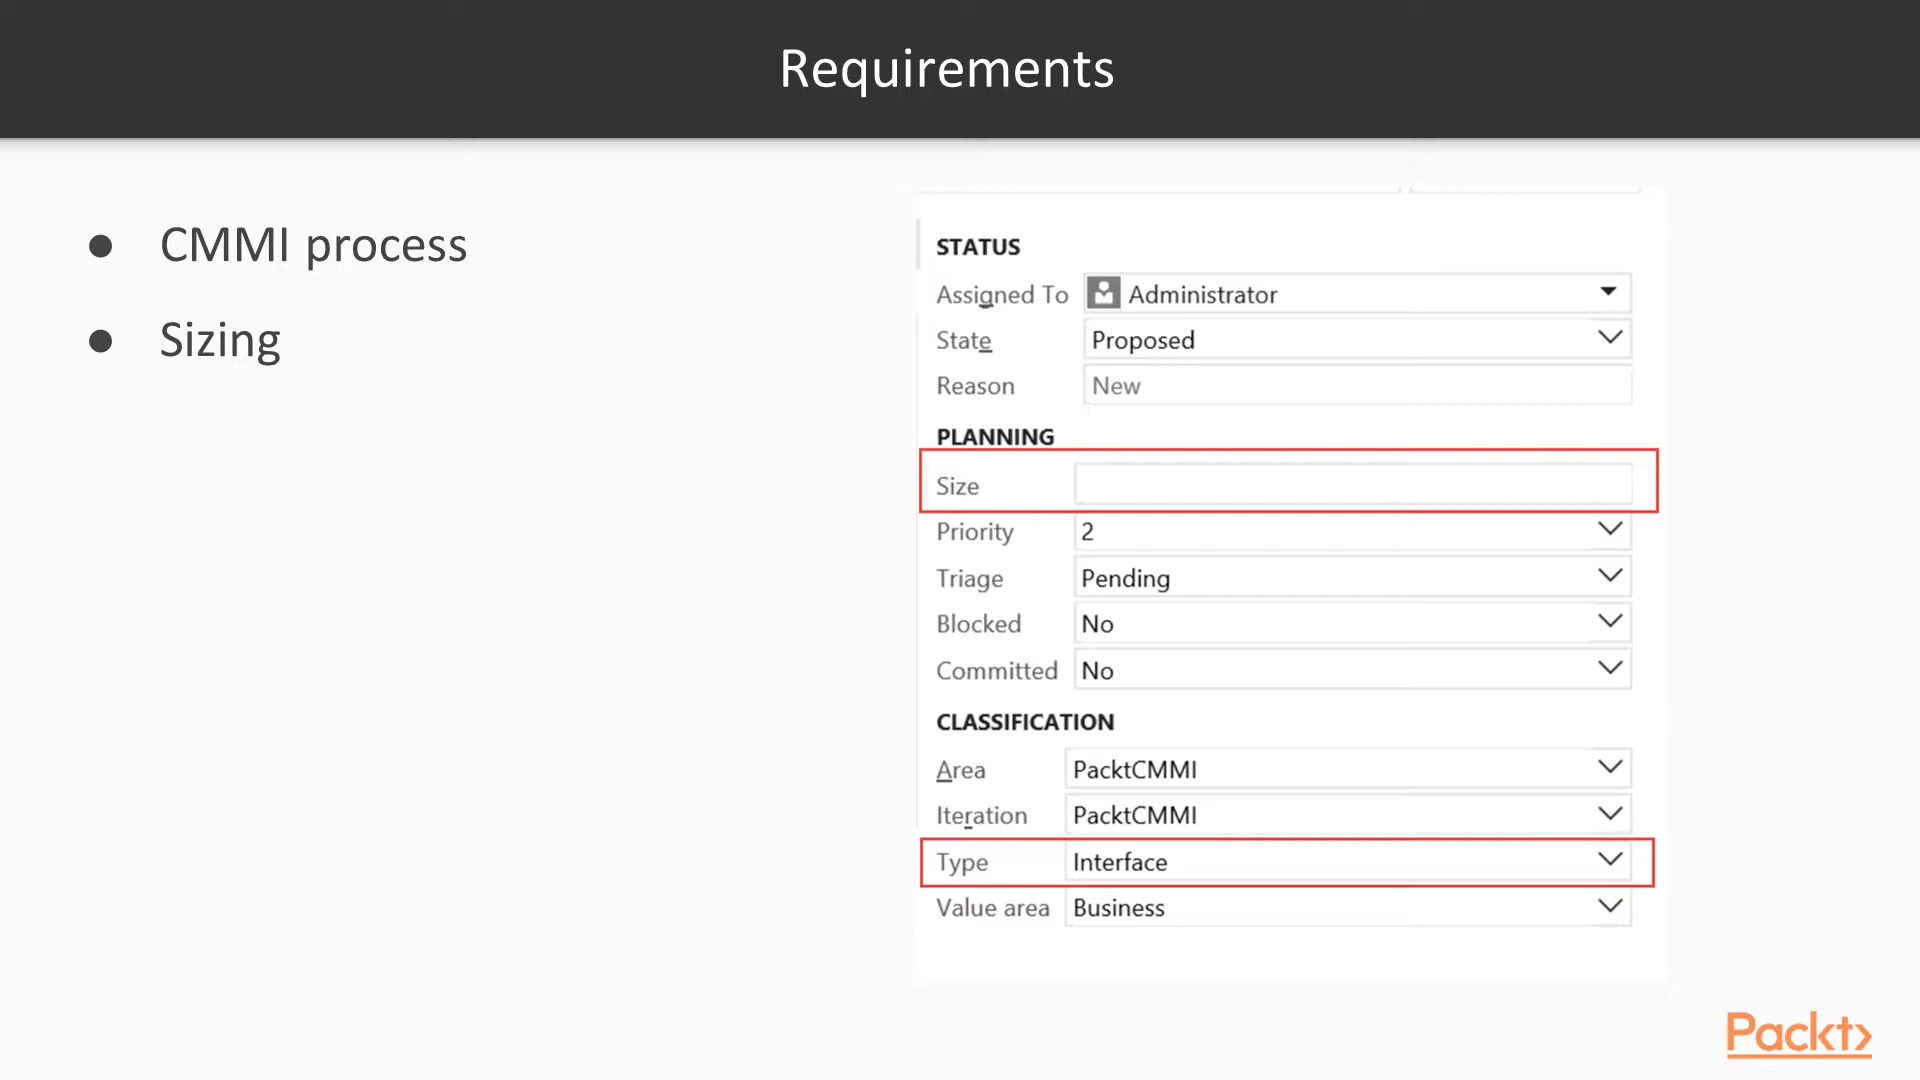 Requirements
● CMMI process
● Sizing
STATUS
Assigned To Administrator
State Proposed
Reason New
PLANNING
Size
Priority 2
Triage Pending
Blocked No
Committed No
CLASSIFICATION
Area PacktCMMI
Iteration PacktCMMI
Type Interface
Value area Business
Packt>